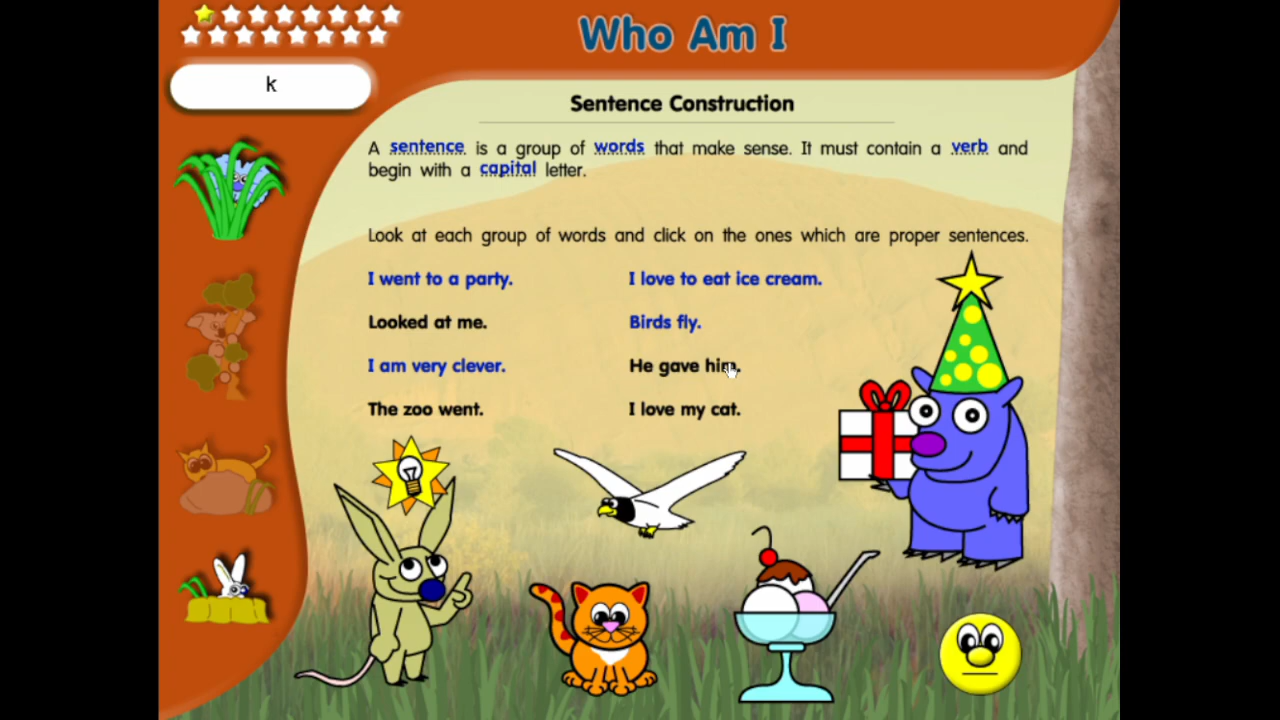 Who Am I
k
Sentence Construction
A sentence is a group of words that make sense. It must contain a verb and
begin with a capital letter.
Look at each group of words and click on the ones which are proper sentences.
I went to a party. I love to eat ice cream.
Looked at me. Birds fly.
I am very clever. He gave him.
The zoo went. I love my cat.